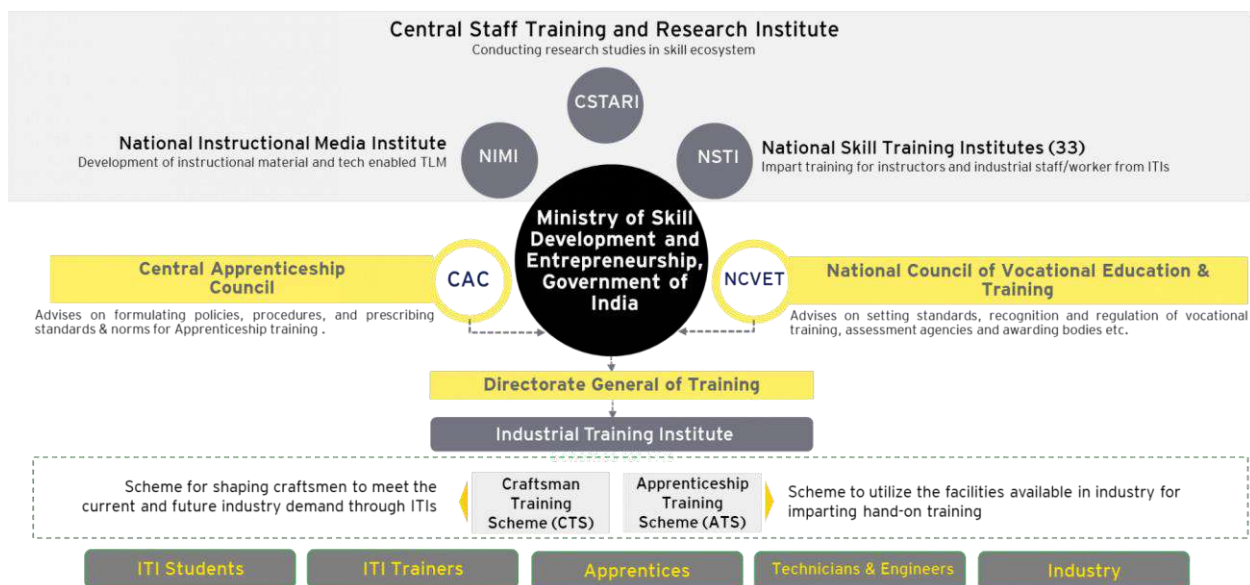 Central Staff Training and Research Institute
Conducting research studies in skill ecosystem
CSTARI
National Instructional Media Institute
Development of instructional material and tech enabled TLM
NIMI
NSTI
National Skill Training Institutes (33)
Impart training for instructors and industrial staff/worker from ITIs
Ministry of Skill
Development and
Entrepreneurship,
Government of
India
Central Apprenticeship
Council
CAC
Advises on formulating policies, procedures, and prescribing
standards & norms for Apprenticeship training .
NCVET
National Council of Vocational Education &
Training
Advises on setting standards, recognition and regulation of vocational
training, assessment agencies and awarding bodies etc.
Directorate General of Training
Industrial Training Institute
Scheme for shaping craftsmen to meet the
current and future industry demand through ITIs
Craftsman
Training
Scheme (CTS)
Apprenticeship
Training
Scheme (ATS)
Scheme to utilize the facilities available in industry for
imparting hand-on training
ITI Students
ITI Trainers
Apprentices
Technicians & Engineers
Industry